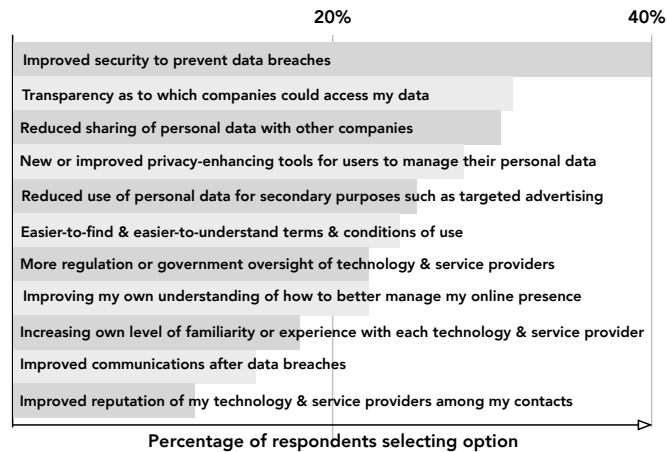 20% 40%
Improved security to prevent data breaches
Transparency as to which companies could access my data
Reduced sharing of personal data with other companies
New or improved privacy-enhancing tools for users to manage their personal data
Reduced use of personal data for secondary purposes such as targeted advertising
Easier-to-find & easier-to-understand terms & conditions of use
More regulation or government oversight of technology & service providers
Improving my own understanding of how to better manage my online presence
Increasing own level of familiarity or experience with each technology & service provider
Improved communications after data breaches
Improved reputation of my technology & service providers among my contacts
Percentage of respondents selecting option